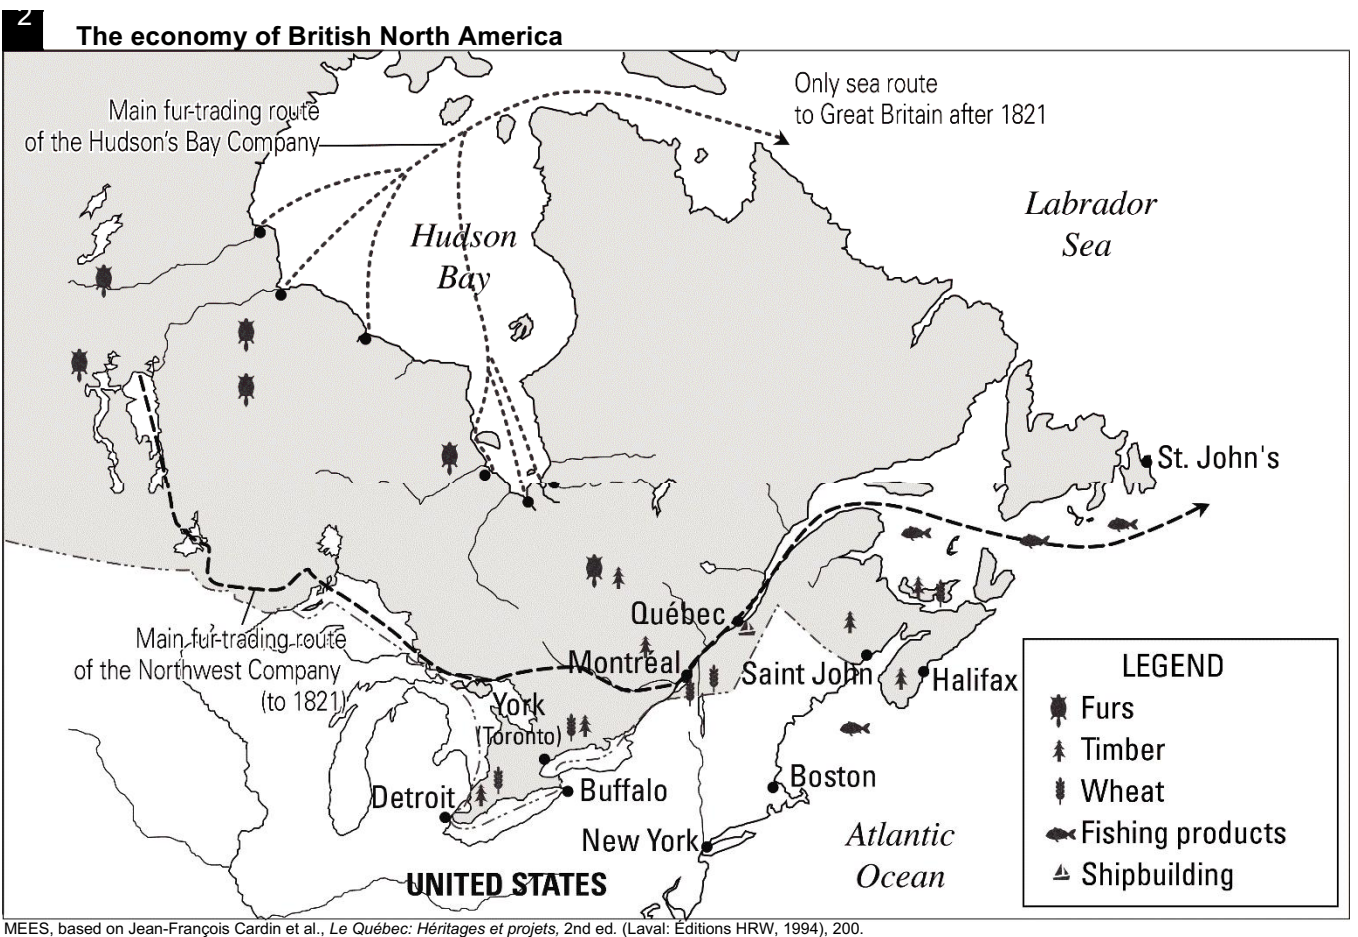 2
The economy of British North America
Main fur-trading route
of the Hudson's Bay Company
Only sea route
to Great Britain after 1821
Labrador
Sea
Hudson
Bay
St. John's
Québec
Montreal
Saint John
Halifax
Main fur-trading route
of the Northwest Company
(to 1821)
York
(Toronto)
Detroit
Buffalo
Boston
New York
Atlantic
Ocean
UNITED STATES
LEGEND
Furs
Timber
Wheat
Fishing products
Shipbuilding
MEES, based on Jean-François Cardin et al., Le Québec: Héritages et projets, 2nd ed. (Laval: Éditions HRW, 1994), 200.